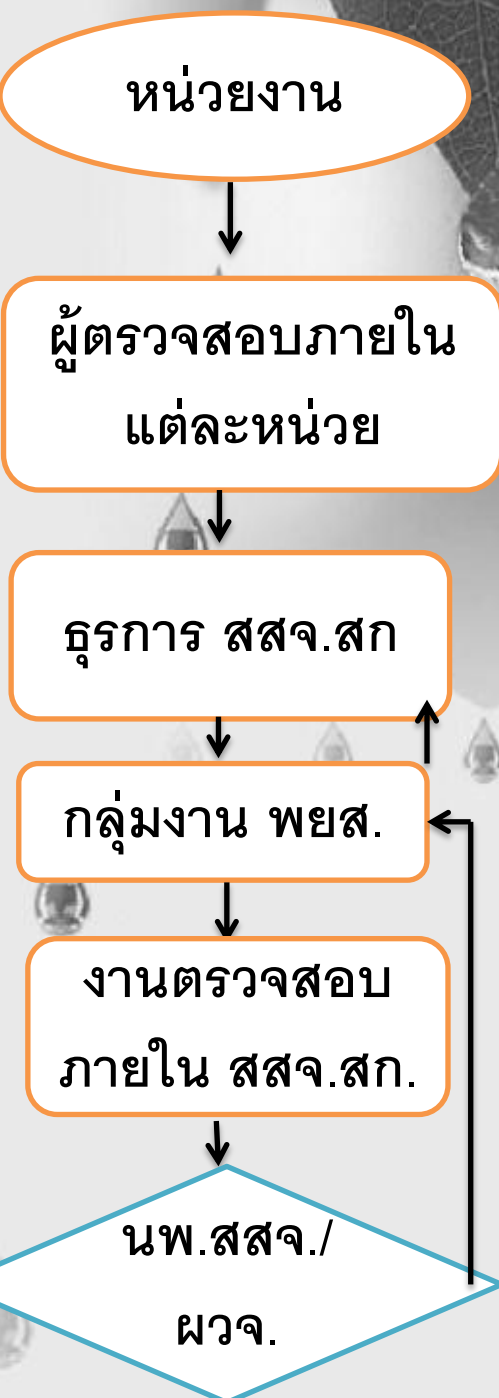 หน่วยงาน
ผู้ตรวจสอบภายใน
แต่ละหน่วย
ธุรการ สสจ.สก
กลุ่มงาน พยส.
งานตรวจสอบ
ภายใน สสจ.สก.
นพ.สสจ./
ผวจ.